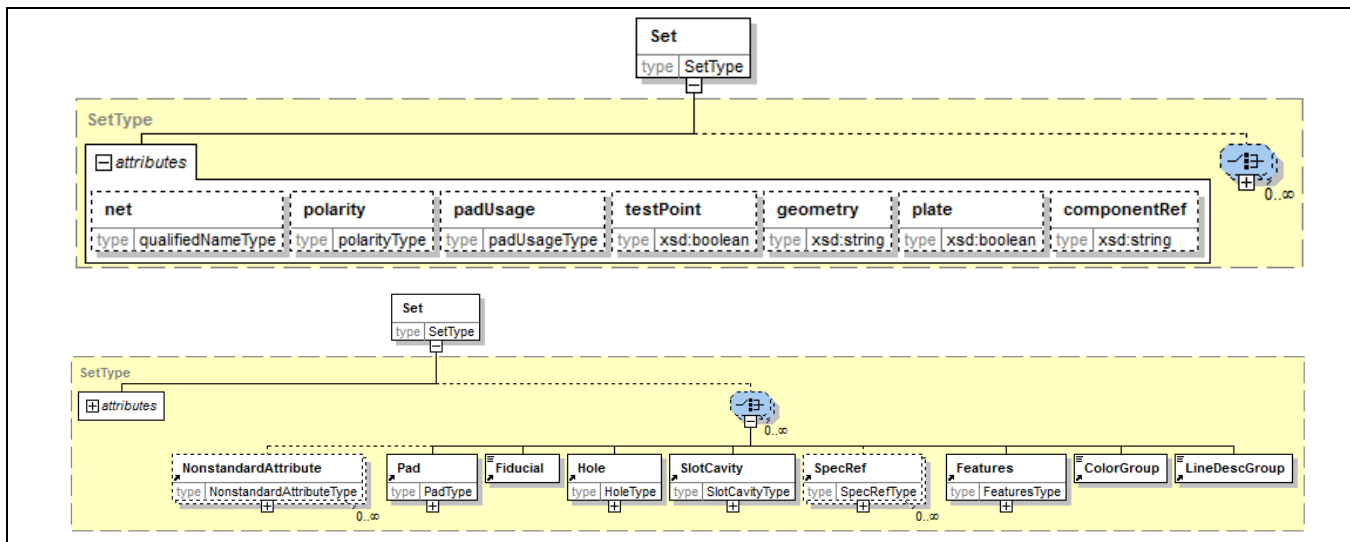 Set
type SetType
SetType
attributes
net polarity padUsage testPoint geometry plate componentRef
type qualifiedNameType type polarityType type padUsageType type xsd:boolean type xsd:string type xsd:boolean type xsd:string
0..∞
Set
type SetType
SetType
attributes
0..∞
NonstandardAttribute Pad Fiducial Hole SlotCavity SpecRef Features ColorGroup LineDescGroup
type NonstandardAttributeType type PadType type HoleType type SlotCavityType type SpecRefType type FeaturesType
0..∞ 0..∞